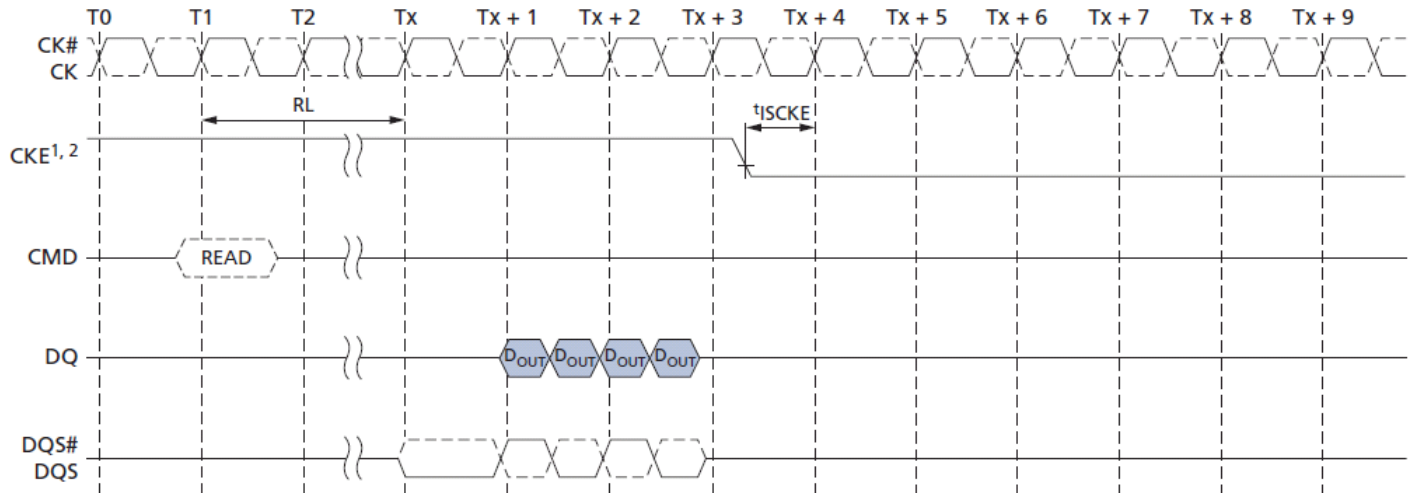 T0 T1 T2 Tx Tx + 1 Tx + 2 Tx + 3 Tx + 4 Tx + 5 Tx + 6 Tx + 7 Tx + 8 Tx + 9
CK#
CK
RL
tISCKE
CKE1, 2
CMD
READ
DQ
DOUT DOUT DOUT DOUT
DQS#
DQS